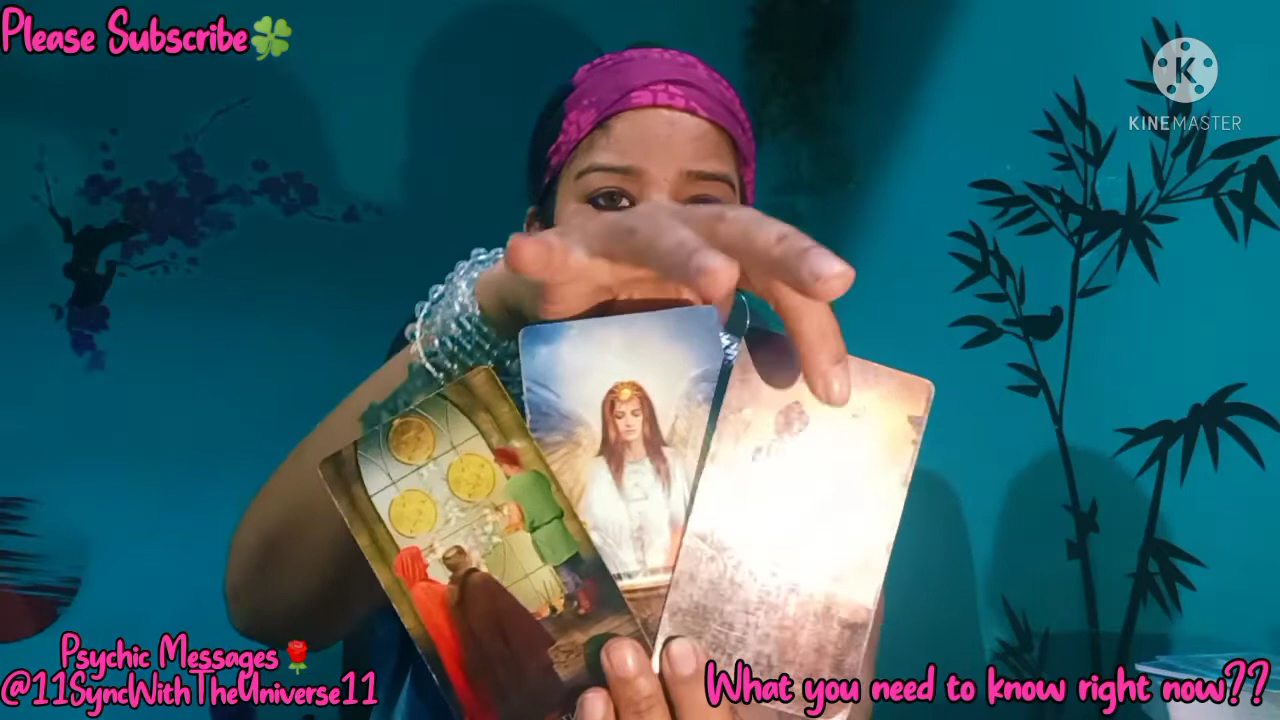 Please Subscribe🍀
KINEMASTER
Psychic Messages🌹
@11SyncWithTheUniverse11
What you need to know right now??